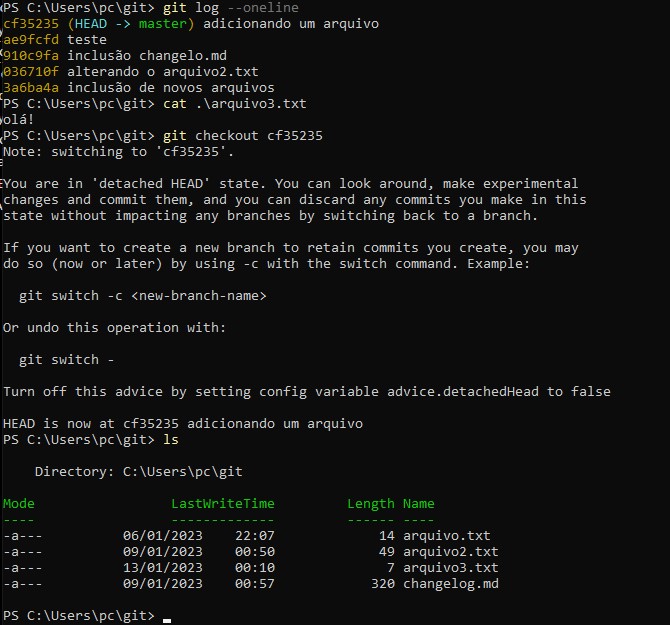 PS C:\Users\pc\git> git log --oneline
cf35235 (HEAD -> master) adicionando um arquivo
ae9fcfd teste
910c9fa inclusão changelo.md
036710f alterando o arquivo2.txt
3a6ba4a inclusão de novos arquivos
PS C:\Users\pc\git> cat .\arquivo3.txt
olá!
PS C:\Users\pc\git> git checkout cf35235
Note: switching to 'cf35235'.
You are in 'detached HEAD' state. You can look around, make experimental
changes and commit them, and you can discard any commits you make in this
state without impacting any branches by switching back to a branch.
If you want to create a new branch to retain commits you create, you may
do so (now or later) by using -c with the switch command. Example:
git switch -c <new-branch-name>
Or undo this operation with:
git switch -
Turn off this advice by setting config variable advice.detachedHead to false
HEAD is now at cf35235 adicionando um arquivo
PS C:\Users\pc\git> ls
Directory: C:\Users\pc\git
Mode LastWriteTime Length Name
---- ------------- ------ ----
-a--- 06/01/2023 22:07 14 arquivo.txt
-a--- 09/01/2023 00:50 49 arquivo2.txt
-a--- 13/01/2023 00:10 7 arquivo3.txt
-a--- 09/01/2023 00:57 320 changelog.md
PS C:\Users\pc\git>